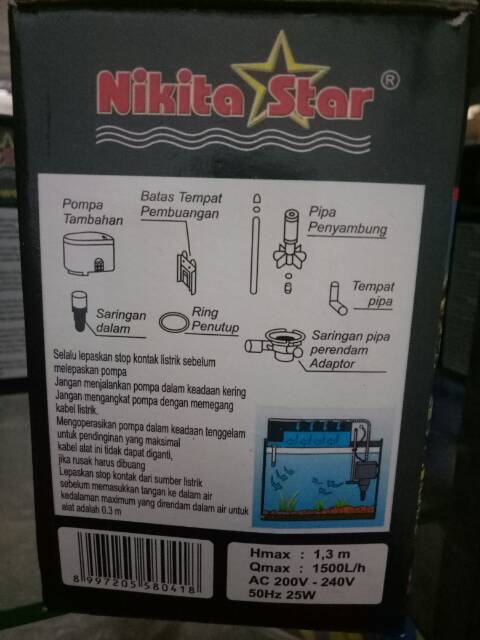 Nikita Star ®
Pompa
Tambahan
Batas Tempat
Pembuangan
Pipa
Penyambung
Saringan
dalam
Ring
Penutup
Tempat
pipa
Saringan pipa
perendam
Adaptor
Selalu lepaskan stop kontak listrik sebelum
melepaskan pompa
Jangan menjalankan pompa dalam keadaan kering
Jangan mengangkat pompa dengan memegang
kabel listrik.
Mengoperasikan pompa dalam keadaan tenggelam
untuk pendinginan yang maksimal
kabel alat ini tidak dapat diganti,
jika rusak harus dibuang
Lepaskan stop kontak dari sumber listrik
sebelum memasukkan tangan ke dalam air
kedalaman maximum yang direndam dalam air untuk
alat adalah 0.3 m
8 997205 580418
Hmax : 1,3 m
Qmax : 1500L/h
AC 200V - 240V
50Hz 25W